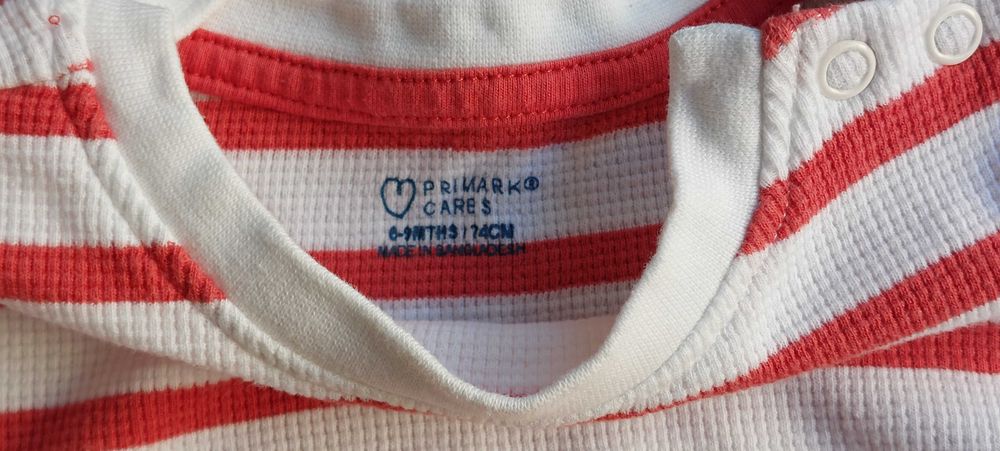 PRIMARK®
CARES
6-9MTHS / 74CM
MADE IN BANGLADESH